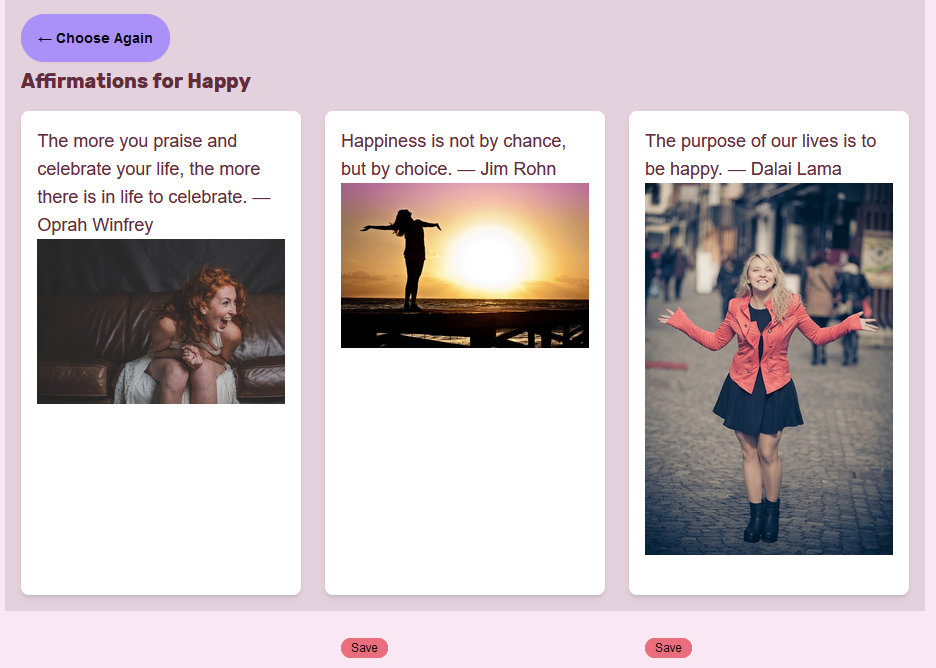 ← Choose Again
Affirmations for Happy
The more you praise and
celebrate your life, the more
there is in life to celebrate. —
Oprah Winfrey
Happiness is not by chance,
but by choice. — Jim Rohn
The purpose of our lives is to
be happy. — Dalai Lama
Save
Save